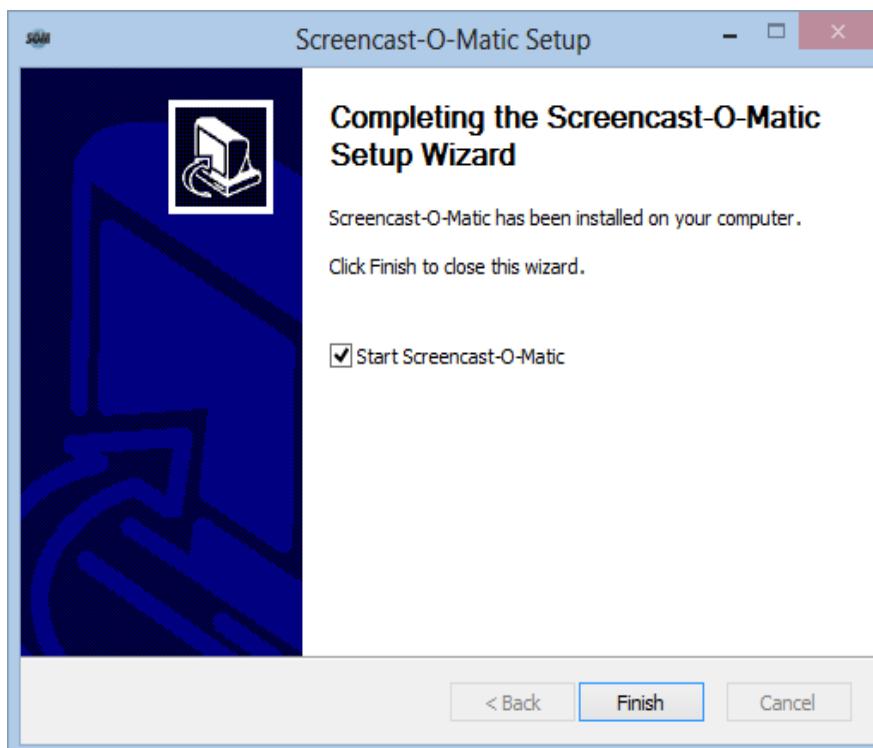 SOM
Screencast-O-Matic Setup
Completing the Screencast-O-Matic
Setup Wizard
Screencast-O-Matic has been installed on your computer.
Click Finish to close this wizard.
Start Screencast-O-Matic
< Back
Finish
Cancel